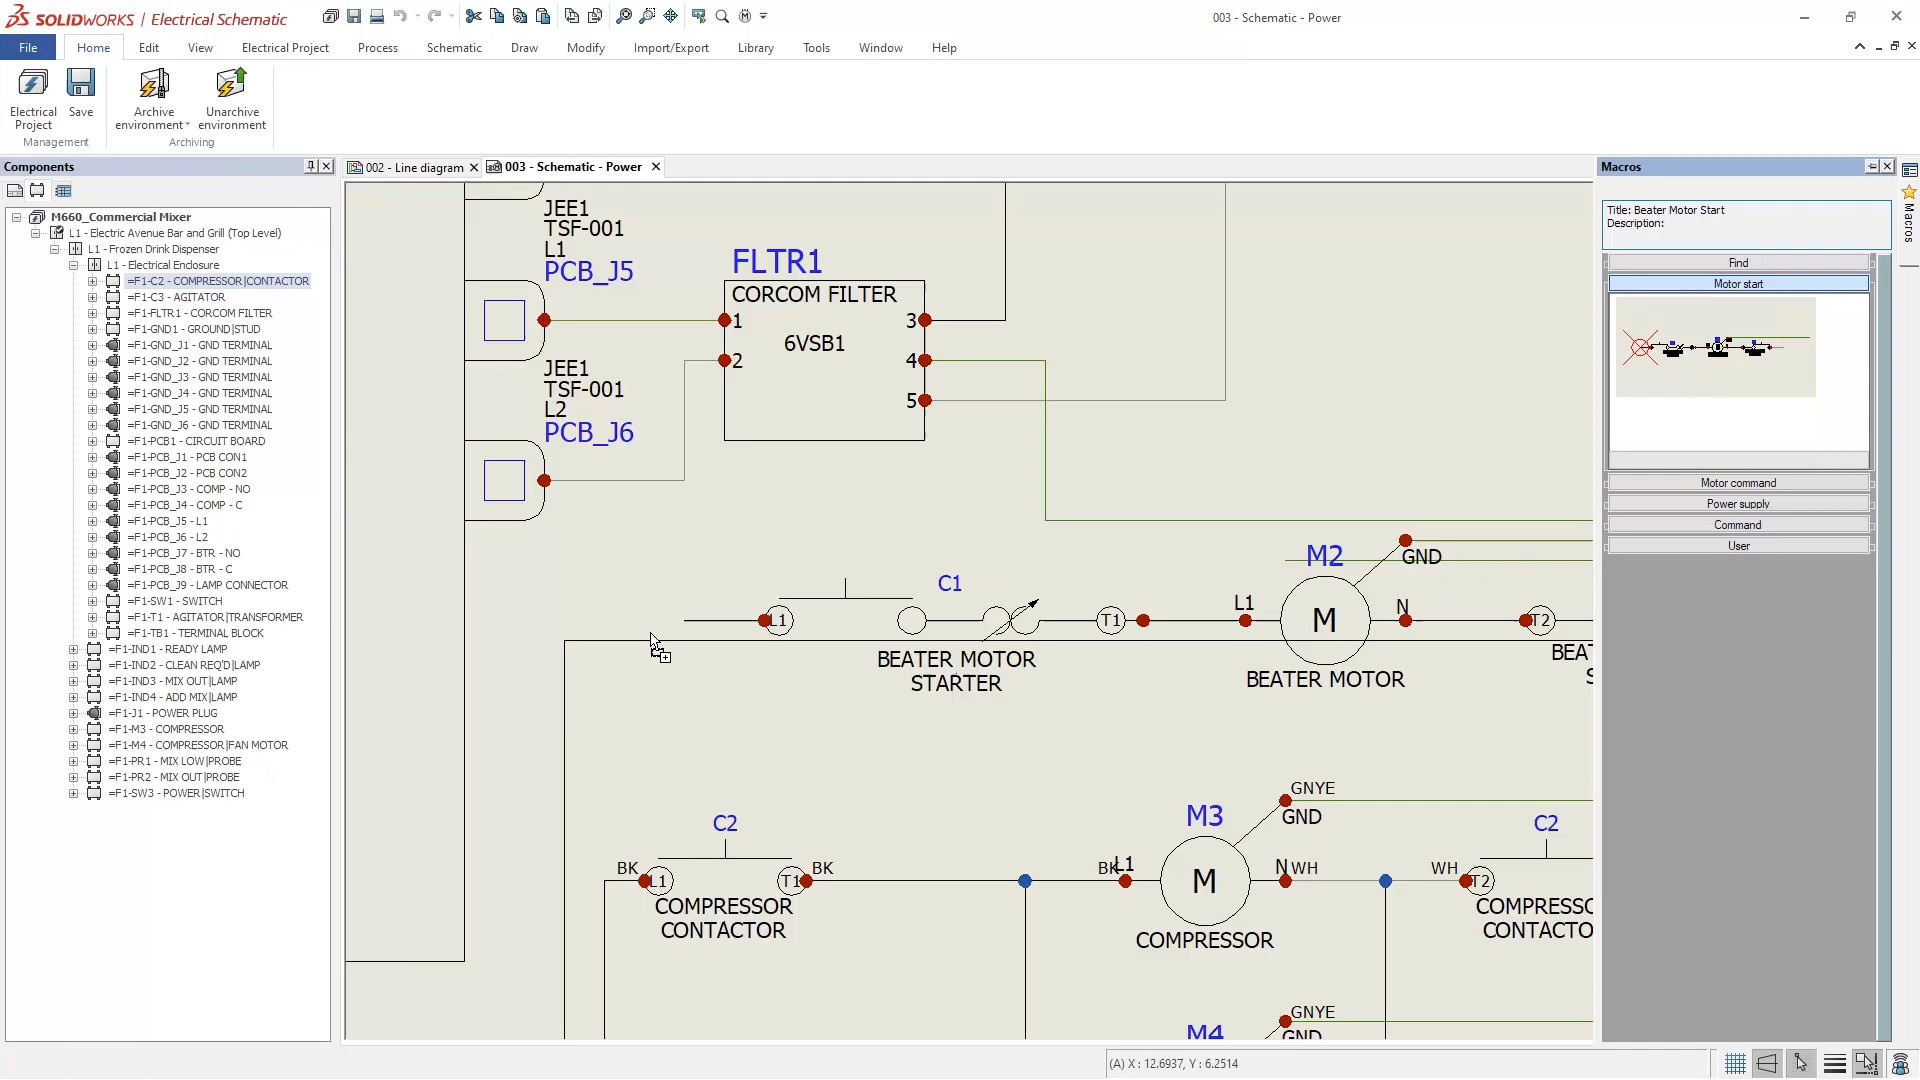 SOLIDWORKS | Electrical Schematic
003 - Schematic - Power
File
Home
Edit
View
Electrical Project
Process
Schematic
Draw
Modify
Import/Export
Library
Tools
Window
Help
Electrical
Project
Save
Archive
environment
Unarchive
environment
Management
Archiving
Components
M660_Commercial Mixer
L1 - Electric Avenue Bar and Grill (Top Level)
L1 - Frozen Drink Dispenser
L1 - Electrical Enclosure
=F1-C2 - COMPRESSOR|CONTACTOR
=F1-C3 - AGITATOR
=F1-FLTR1 - CORCOM FILTER
=F1-GND1 - GROUND|STUD
=F1-GND_J1 - GND TERMINAL
=F1-GND_J2 - GND TERMINAL
=F1-GND_J3 - GND TERMINAL
=F1-GND_J4 - GND TERMINAL
=F1-GND_J5 - GND TERMINAL
=F1-GND_J6 - GND TERMINAL
=F1-PCB1 - CIRCUIT BOARD
=F1-PCB_J1 - PCB CON1
=F1-PCB_J2 - PCB CON2
=F1-PCB_J3 - COMP - NO
=F1-PCB_J4 - COMP - C
=F1-PCB_J5 - L1
=F1-PCB_J6 - L2
=F1-PCB_J7 - BTR - NO
=F1-PCB_J8 - BTR - C
=F1-PCB_J9 - LAMP CONNECTOR
=F1-SW1 - SWITCH
=F1-T1 - AGITATOR|TRANSFORMER
=F1-TB1 - TERMINAL BLOCK
=F1-IND1 - READY LAMP
=F1-IND2 - CLEAN REQ'D|LAMP
=F1-IND3 - MIX OUT|LAMP
=F1-IND4 - ADD MIX|LAMP
=F1-J1 - POWER PLUG
=F1-M3 - COMPRESSOR
=F1-M4 - COMPRESSOR|FAN MOTOR
=F1-PR1 - MIX LOW|PROBE
=F1-PR2 - MIX OUT|PROBE
=F1-SW3 - POWER|SWITCH
002 - Line diagram
003 - Schematic - Power
JEE1
TSF-001
L1
PCB_J5
JEE1
TSF-001
L2
PCB_J6
FLTR1
CORCOM FILTER
6VSB1
1
2
3
4
5
C1
L1
T1
BEATER MOTOR
STARTER
L1
M2
M
N
GND
BEATER MOTOR
T2
BEAT
S
C2
BK
L1
T1
BK
COMPRESSOR
CONTACTOR
BK
L1
M3
M
GNYE
GND
N
WH
COMPRESSOR
C2
WH
T2
COMPRESSO
CONTACTO
M4
GNYE
GND
Macros
Title: Beater Motor Start
Description:
Find
Motor start
Motor command
Power supply
Command
User
Macros
(A) X : 12.6937, Y : 6.2514